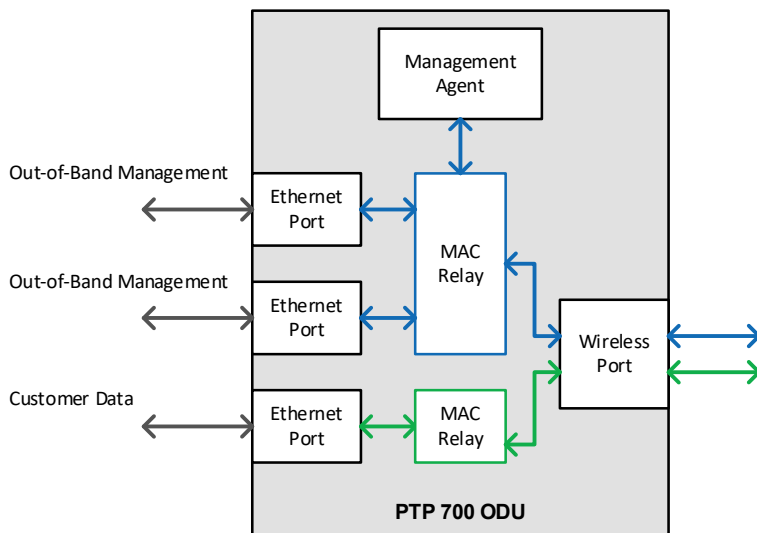 Management
Agent
Out-of-Band Management
Ethernet
Port
MAC
Relay
Out-of-Band Management
Ethernet
Port
Wireless
Port
Customer Data
Ethernet
Port
MAC
Relay
PTP 700 ODU